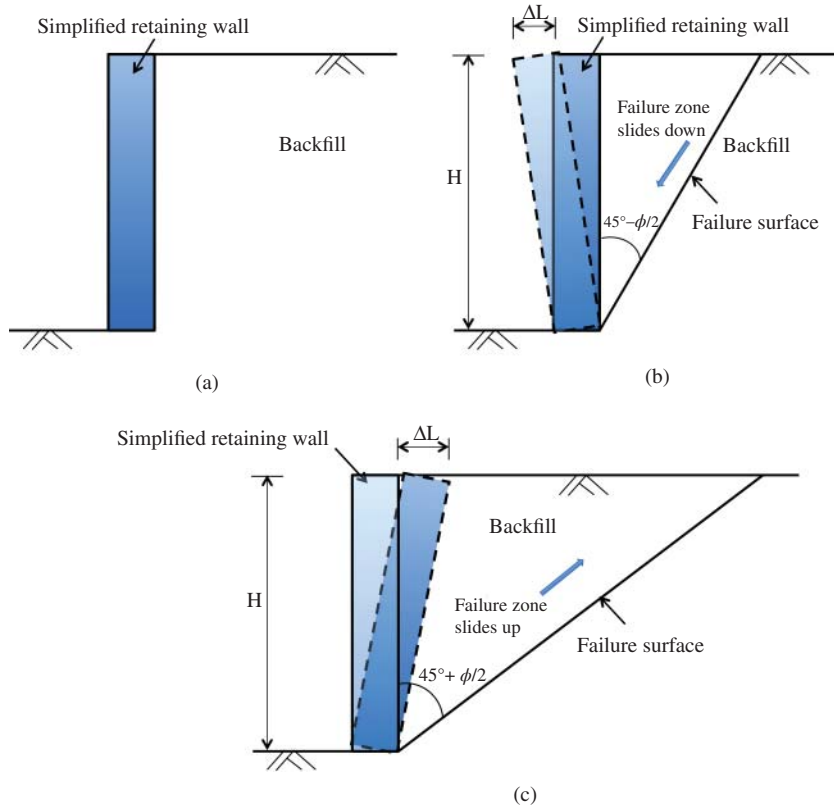 Simplified retaining wall
Backfill
(a)
ΔL
Simplified retaining wall
Failure zone
slides down
Backfill
H
45°−ϕ/2
Failure surface
(b)
Simplified retaining wall
ΔL
Backfill
H
Failure zone
slides up
Failure surface
45°+ ϕ/2
(c)